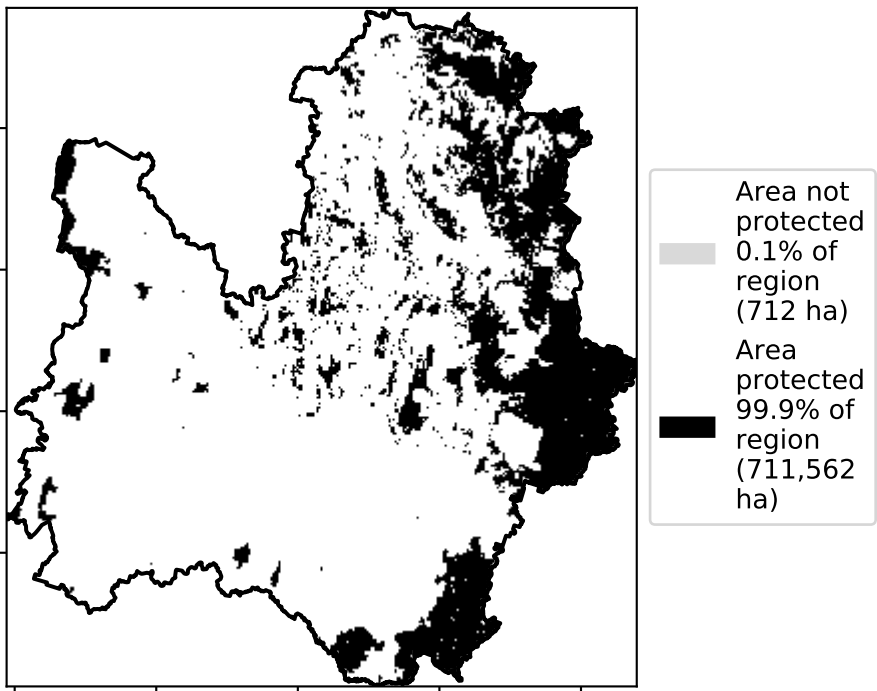 Area not
protected
0.1% of
region
(712 ha)
Area
protected
99.9% of
region
(711,562
ha)